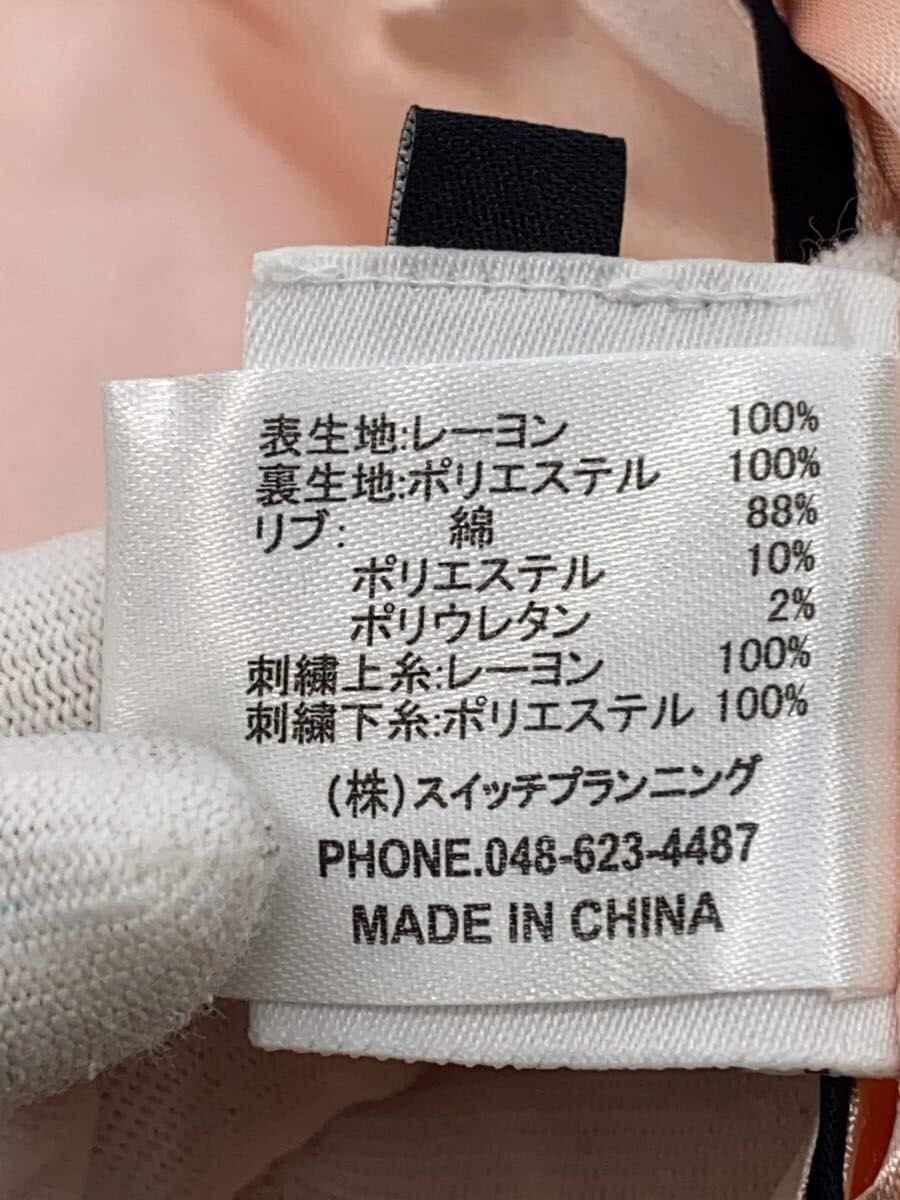 表生地:レーヨン 100%
裏生地:ポリエステル 100%
リブ: 綿 88%
ポリエステル 10%
ポリウレタン 2%
刺繍上糸:レーヨン 100%
刺繍下糸:ポリエステル 100%
(株)スイッチプランニング
PHONE.048-623-4487
MADE IN CHINA